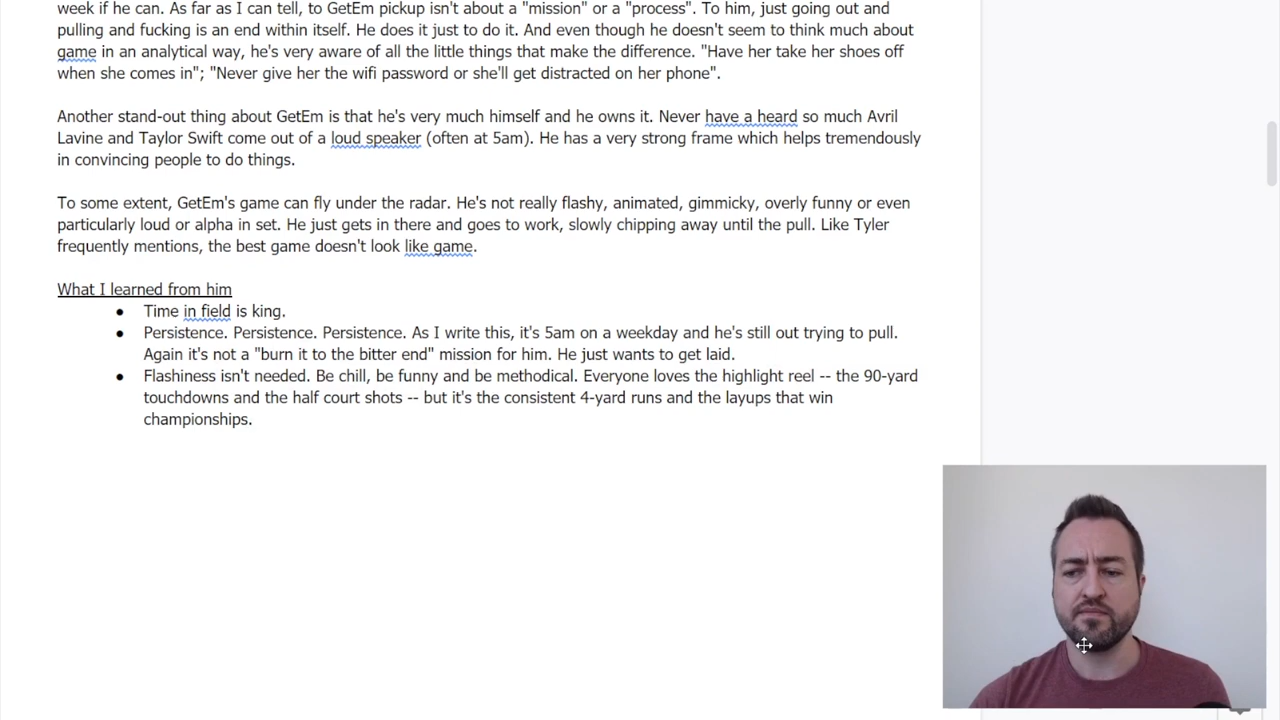 week if he can. As far as I can tell, to GetEm pickup isn't about a "mission" or a "process". To him, just going out and
pulling and fucking is an end within itself. He does it just to do it. And even though he doesn't seem to think much about
game in an analytical way, he's very aware of all the little things that make the difference. "Have her take her shoes off
when she comes in"; "Never give her the wifi password or she'll get distracted on her phone".
Another stand-out thing about GetEm is that he's very much himself and he owns it. Never have a heard so much Avril
Lavine and Taylor Swift come out of a loud speaker (often at 5am). He has a very strong frame which helps tremendously
in convincing people to do things.
To some extent, GetEm's game can fly under the radar. He's not really flashy, animated, gimmicky, overly funny or even
particularly loud or alpha in set. He just gets in there and goes to work, slowly chipping away until the pull. Like Tyler
frequently mentions, the best game doesn't look like game.
What I learned from him
● Time in field is king.
● Persistence. Persistence. Persistence. As I write this, it's 5am on a weekday and he's still out trying to pull.
Again it's not a "burn it to the bitter end" mission for him. He just wants to get laid.
● Flashiness isn't needed. Be chill, be funny and be methodical. Everyone loves the highlight reel -- the 90-yard
touchdowns and the half court shots -- but it's the consistent 4-yard runs and the layups that win
championships.